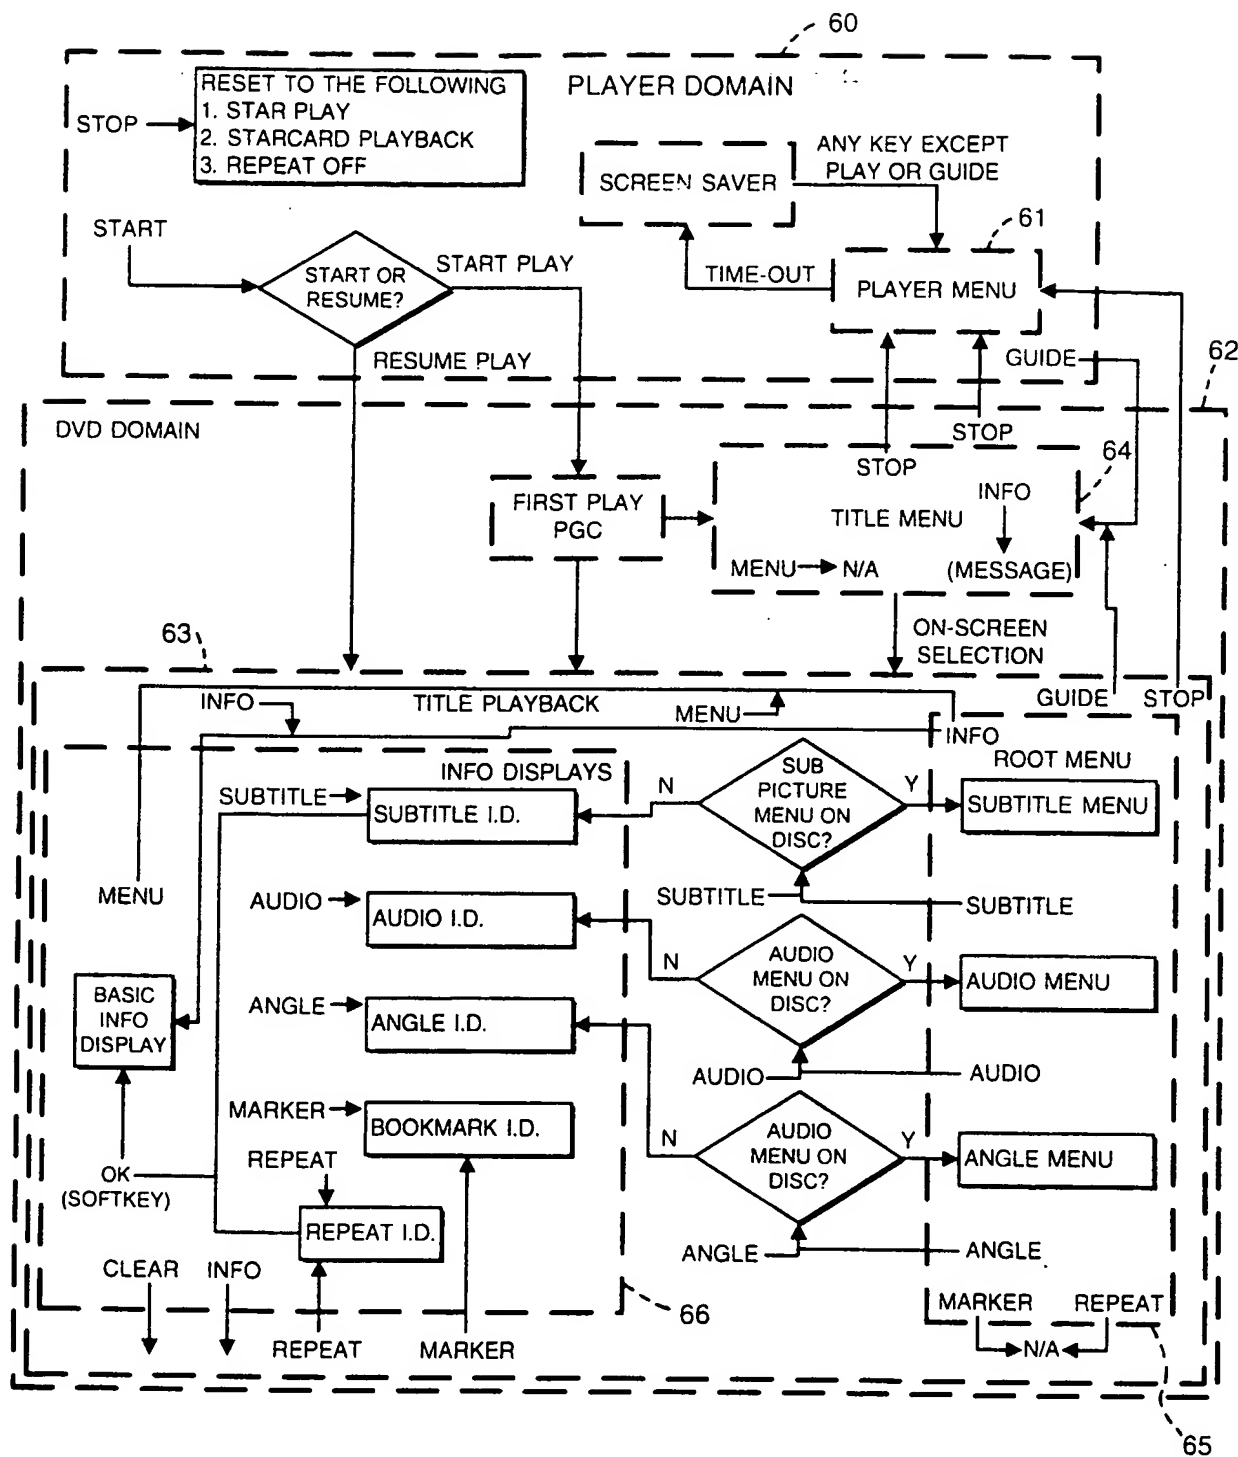 60
RESET TO THE FOLLOWING
1. STAR PLAY
2. STARCARD PLAYBACK
3. REPEAT OFF
PLAYER DOMAIN
STOP
SCREEN SAVER
ANY KEY EXCEPT
PLAY OR GUIDE
61
START
START OR
RESUME?
START PLAY
TIME-OUT
PLAYER MENU
RESUME PLAY
GUIDE
62
DVD DOMAIN
STOP
STOP
64
FIRST PLAY
PGC
INFO
TITLE MENU
MENU
N/A
(MESSAGE)
63
ON-SCREEN
SELECTION
INFO
TITLE PLAYBACK
MENU
GUIDE
STOP
INFO
ROOT MENU
INFO DISPLAYS
SUBTITLE
SUBTITLE I.D.
N
SUB
PICTURE
MENU ON
DISC?
Y
SUBTITLE MENU
MENU
SUBTITLE
SUBTITLE
AUDIO
AUDIO I.D.
N
AUDIO
MENU ON
DISC?
Y
AUDIO MENU
BASIC
INFO
DISPLAY
ANGLE
ANGLE I.D.
AUDIO
AUDIO
MARKER
BOOKMARK I.D.
N
AUDIO
MENU ON
DISC?
Y
ANGLE MENU
OK
(SOFTKEY)
REPEAT
REPEAT I.D.
ANGLE
ANGLE
CLEAR
INFO
66
MARKER
REPEAT
REPEAT
MARKER
N/A
65